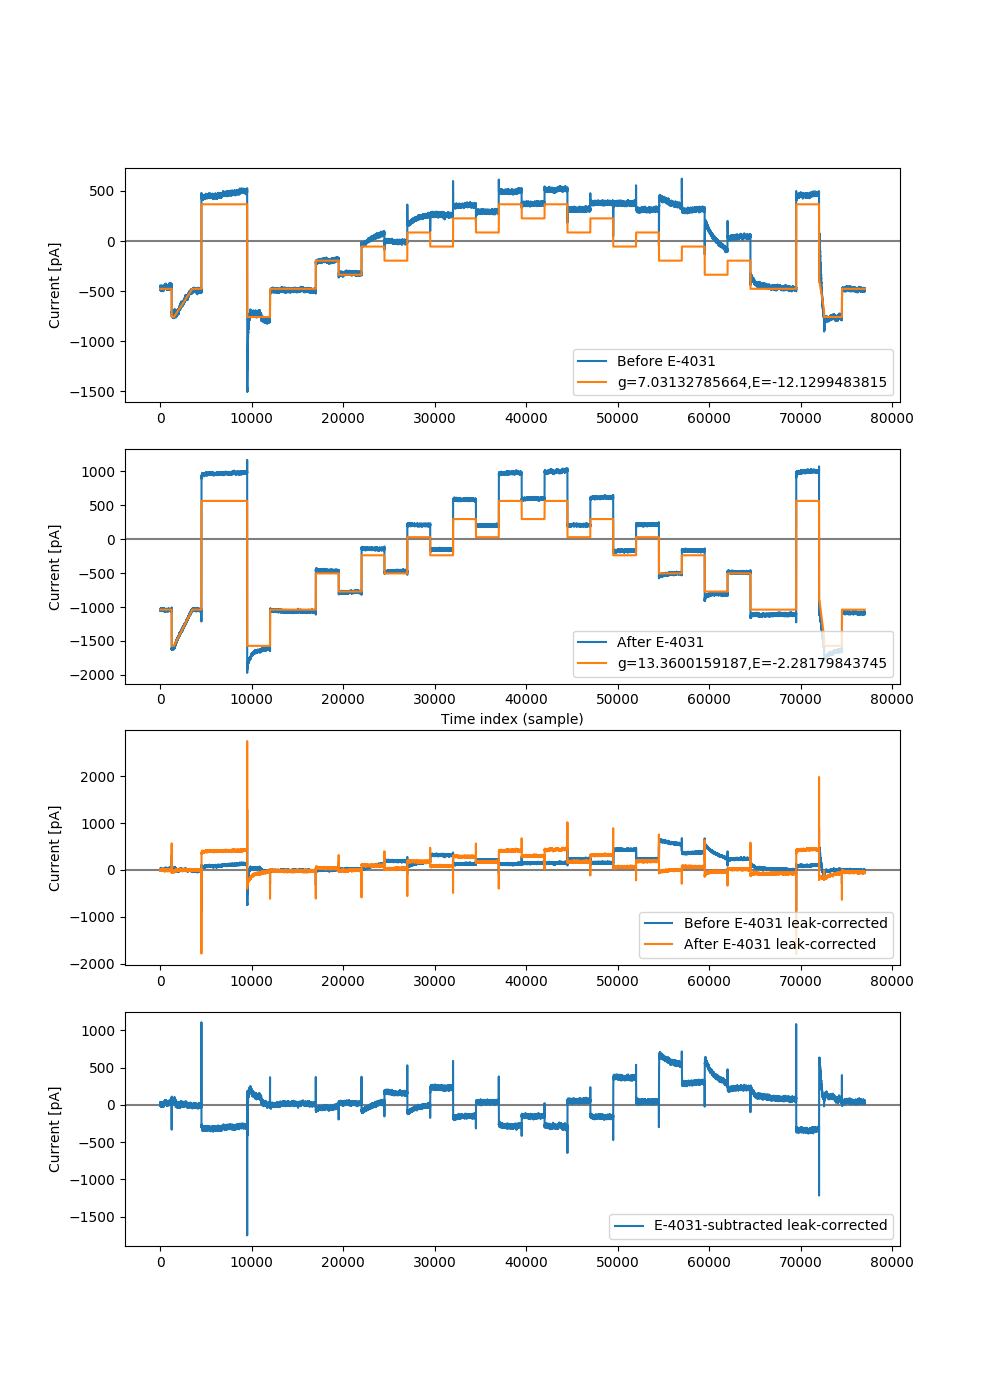 500
0
−500
−1000
−1500
Current [pA]
Before E-4031
g=7.03132785664,E=-12.1299483815
0 10000 20000 30000 40000 50000 60000 70000 80000
1000
500
0
−500
−1000
−1500
−2000
Current [pA]
After E-4031
g=13.3600159187,E=-2.28179843745
0 10000 20000 30000 40000 50000 60000 70000 80000
Time index (sample)
2000
1000
0
−1000
−2000
Current [pA]
Before E-4031 leak-corrected
After E-4031 leak-corrected
0 10000 20000 30000 40000 50000 60000 70000 80000
1000
500
0
−500
−1000
−1500
Current [pA]
E-4031-subtracted leak-corrected
0 10000 20000 30000 40000 50000 60000 70000 80000